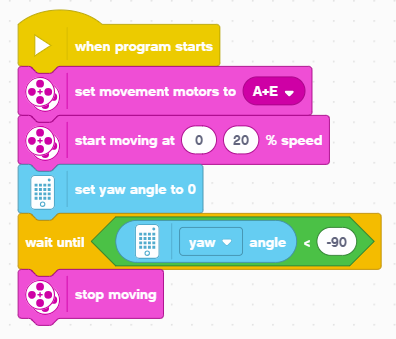 when program starts
set movement motors to A+E
start moving at 0 20 % speed
set yaw angle to 0
wait until yaw angle < -90
stop moving